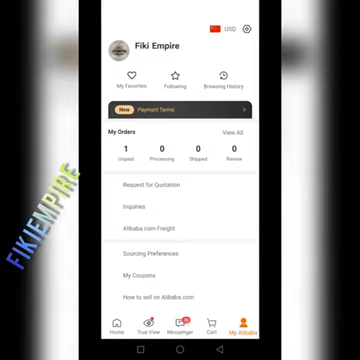 USD
Fiki Empire
My Favorites
Following
Browsing History
New Payment Terms
My Orders
View All
1
0
0
0
Unpaid
Processing
Shipped
Review
Request for Quotation
Inquiries
Alibaba.com Freight
Sourcing Preferences
My Coupons
How to sell on Alibaba.com
FIKIEMPIRE
Home
True View
Messenger
Cart
My Alibaba